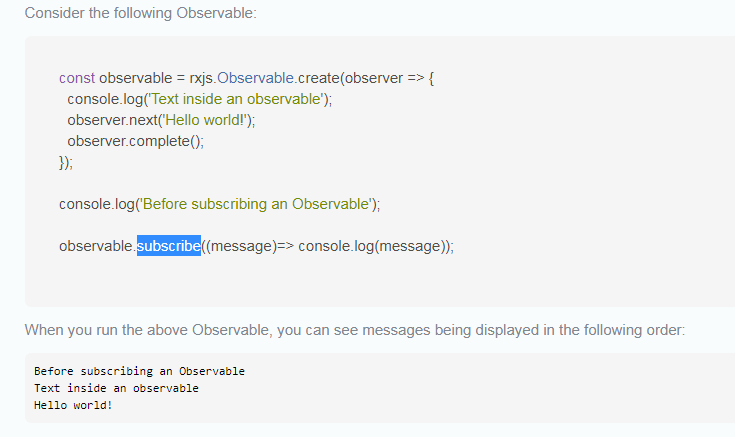 Consider the following Observable:
const observable = rxjs.Observable.create(observer => {
console.log('Text inside an observable');
observer.next('Hello world!');
observer.complete();
});
console.log('Before subscribing an Observable');
observable.subscribe((message)=> console.log(message));
When you run the above Observable, you can see messages being displayed in the following order:
Before subscribing an Observable
Text inside an observable
Hello world!